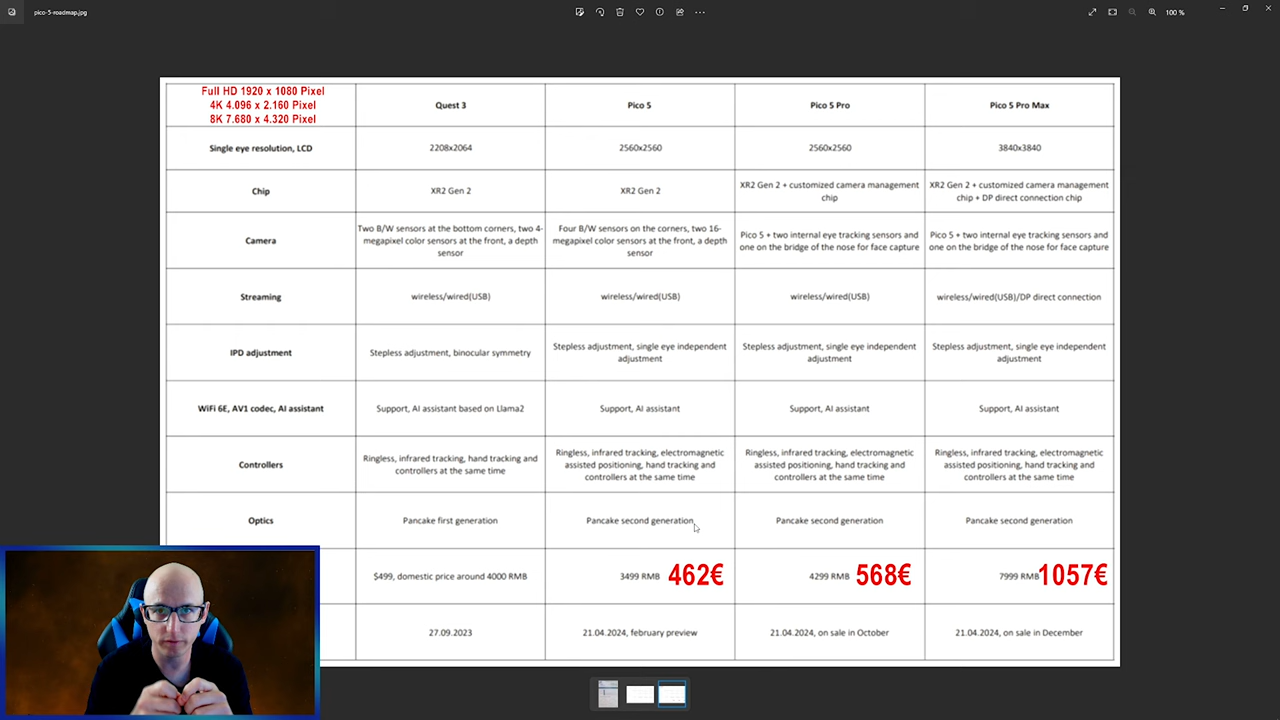 pico-5-roadmap.jpg
100 %
Full HD 1920 x 1080 Pixel
4K 4.096 x 2.160 Pixel
8K 7.680 x 4.320 Pixel
Quest 3
Pico 5
Pico 5 Pro
Pico 5 Pro Max
Single eye resolution, LCD
2208x2064
2560x2560
2560x2560
3840x3840
Chip
XR2 Gen 2
XR2 Gen 2
XR2 Gen 2 + customized camera management
chip
XR2 Gen 2 + customized camera management
chip + DP direct connection chip
Camera
Two B/W sensors at the bottom corners, two 4-
megapixel color sensors at the front, a depth
sensor
Four B/W sensors on the corners, two 16-
megapixel color sensors at the front, a depth
sensor
Pico 5 + two internal eye tracking sensors and
one on the bridge of the nose for face capture
Pico 5 + two internal eye tracking sensors and
one on the bridge of the nose for face capture
Streaming
wireless/wired(USB)
wireless/wired(USB)
wireless/wired(USB)
wireless/wired(USB)/DP direct connection
IPD adjustment
Stepless adjustment, binocular symmetry
Stepless adjustment, single eye independent
adjustment
Stepless adjustment, single eye independent
adjustment
Stepless adjustment, single eye independent
adjustment
WiFi 6E, AV1 codec, AI assistant
Support, AI assistant based on Llama2
Support, AI assistant
Support, AI assistant
Support, AI assistant
Controllers
Ringless, infrared tracking, hand tracking and
controllers at the same time
Ringless, infrared tracking, electromagnetic
assisted positioning, hand tracking and
controllers at the same time
Ringless, infrared tracking, electromagnetic
assisted positioning, hand tracking and
controllers at the same time
Ringless, infrared tracking, electromagnetic
assisted positioning, hand tracking and
controllers at the same time
Optics
Pancake first generation
Pancake second generation
Pancake second generation
Pancake second generation
$499, domestic price around 4000 RMB
3499 RMB 462€
4299 RMB 568€
7999 RMB 1057€
27.09.2023
21.04.2024, february preview
21.04.2024, on sale in October
21.04.2024, on sale in December